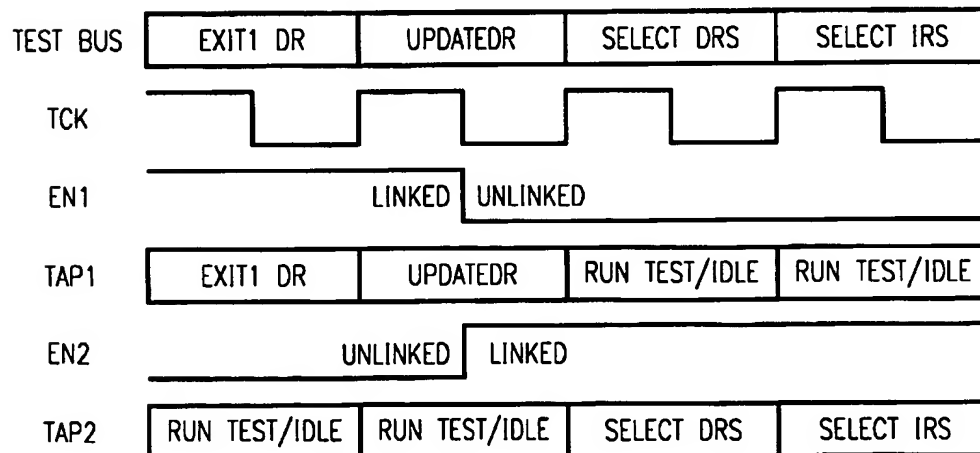 TEST BUS EXIT1 DR UPDATEDR SELECT DRS SELECT IRS
TCK
EN1 LINKED UNLINKED
TAP1 EXIT1 DR UPDATEDR RUN TEST/IDLE RUN TEST/IDLE
EN2 UNLINKED LINKED
TAP2 RUN TEST/IDLE RUN TEST/IDLE SELECT DRS SELECT IRS